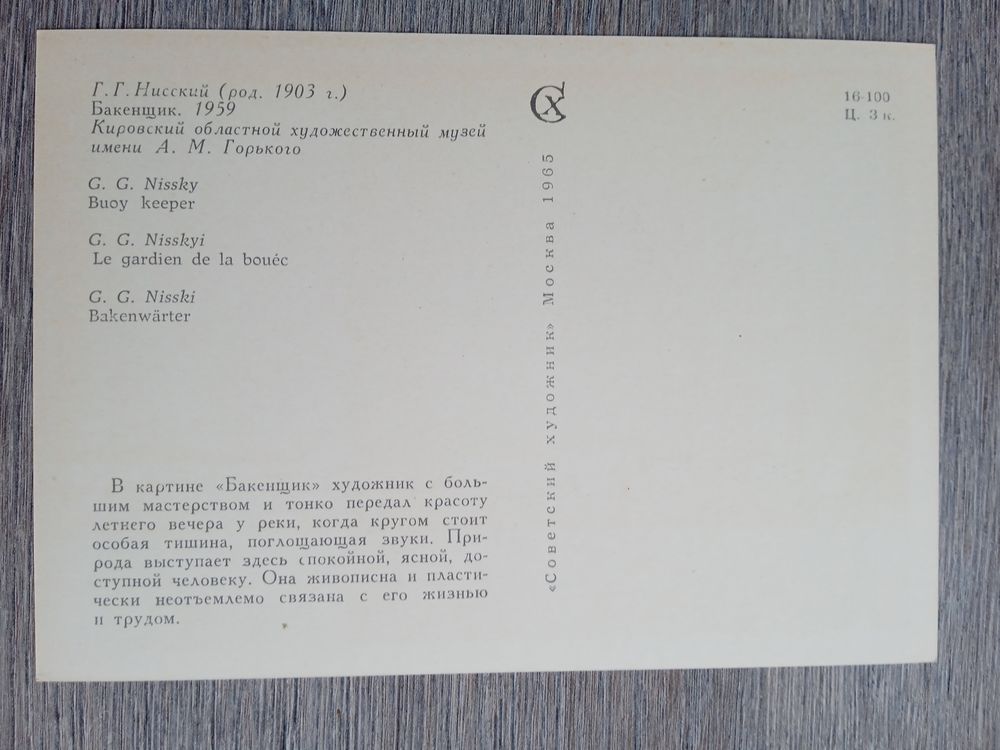 Г. Г. Нисский (род. 1903 г.)
Бакенщик. 1959
Кировский областной художественный музей
имени А. М. Горького
G. G. Nissky
Buoy keeper
G. G. Nisskyi
Le gardien de la bouéc
G. G. Nisski
Bakenwärter
В картине «Бакенщик» художник с боль-
шим мастерством и тонко передал красоту
летнего вечера у реки, когда кругом стоит
особая тишина, поглощающая звуки. При-
рода выступает здесь спокойной, ясной, до-
ступной человеку. Она живописна и пласти-
чески неотъемлемо связана с его жизнью
и трудом.
«Советский художник» Москва 1965
СХ
16-100
Ц. 3 к.